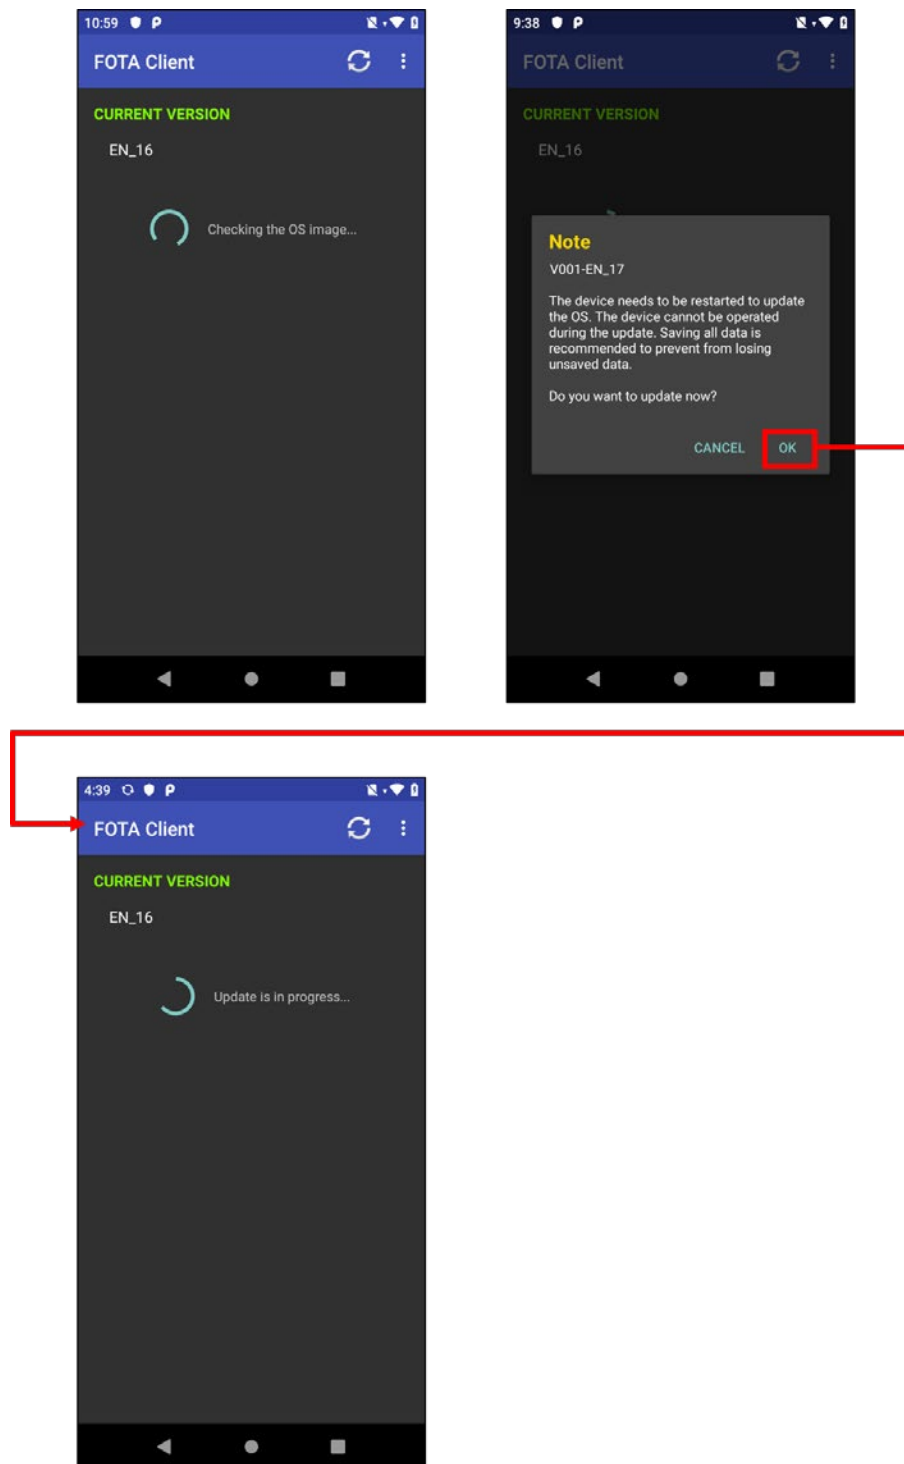 10:59
FOTA Client
CURRENT VERSION
EN_16
Checking the OS image...
9:38
FOTA Client
CURRENT VERSION
EN_16
Note
V001-EN_17
The device needs to be restarted to update
the OS. The device cannot be operated
during the update. Saving all data is
recommended to prevent from losing
unsaved data.
Do you want to update now?
CANCEL OK
4:39
FOTA Client
CURRENT VERSION
EN_16
Update is in progress...